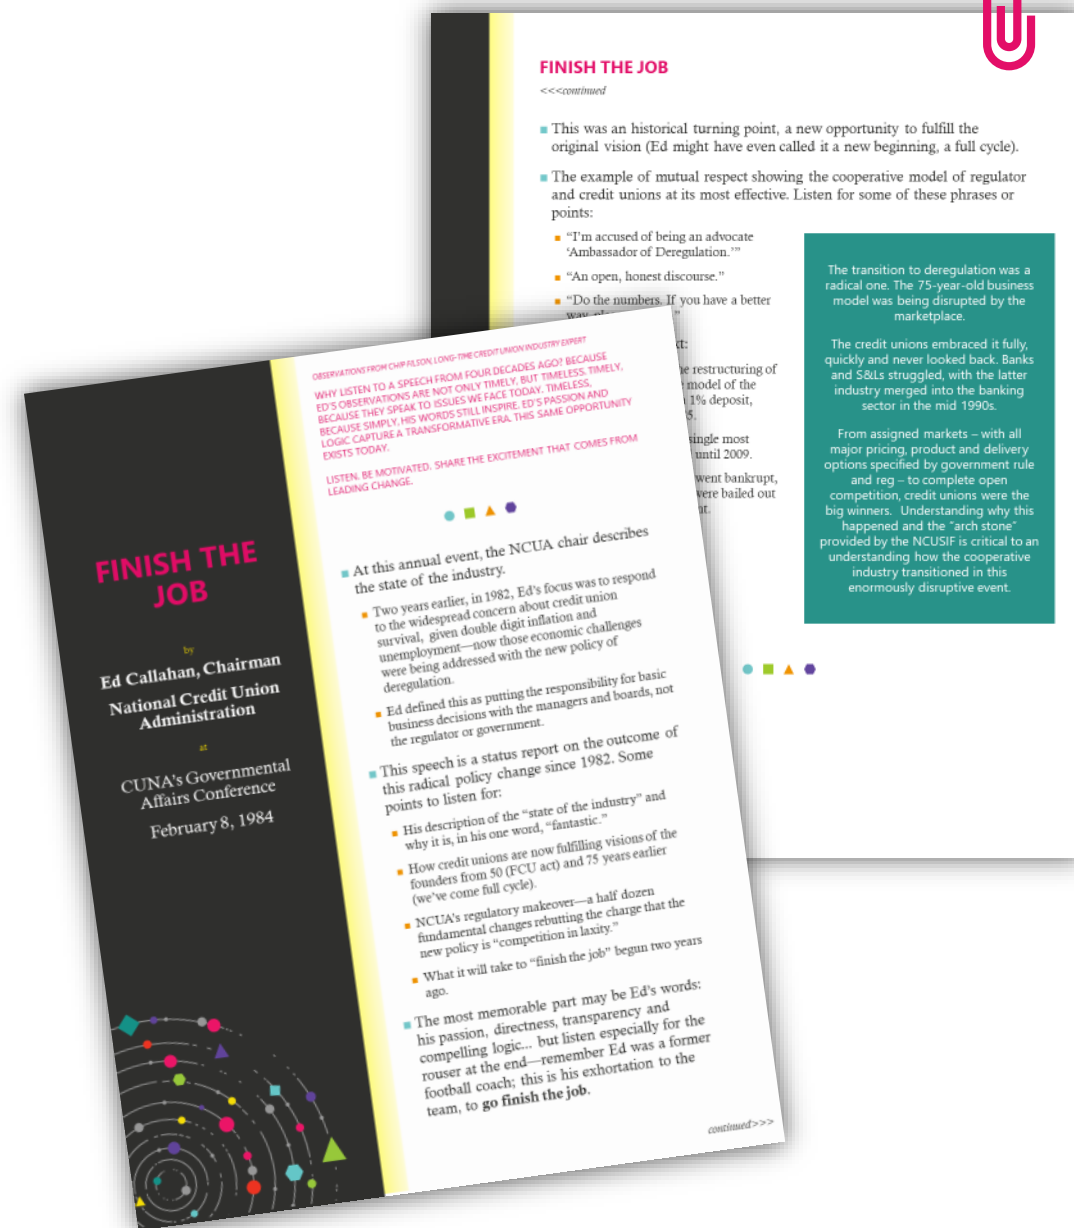 FINISH THE JOB
<<<continued
This was an historical turning point, a new opportunity to fulfill the
original vision (Ed might have even called it a new beginning, a full cycle).
The example of mutual respect showing the cooperative model of regulator
and credit unions at its most effective. Listen for some of these phrases or
points:
“I’m accused of being an advocate
‘Ambassador of Deregulation.’”
“An open, honest discourse.”
“Do the numbers. If you have a better
restructuring of
model of the
1% deposit,
single most
until 2009.
went bankrupt,
were bailed out
The transition to deregulation was a
radical one. The 75-year-old business
model was being disrupted by the
marketplace.
The credit unions embraced it fully,
quickly and never looked back. Banks
and S&Ls struggled, with the latter
industry merged into the banking
sector in the mid 1990s.
From assigned markets – with all
major pricing, product and delivery
options specified by government rule
and reg – to complete open
competition, credit unions were the
big winners. Understanding why this
happened and the “arch stone”
provided by the NCUSIF is critical to an
understanding how the cooperative
industry transitioned in this
enormously disruptive event.
FINISH THE
JOB
by
Ed Callahan, Chairman
National Credit Union
Administration
at
CUNA’s Governmental
Affairs Conference
February 8, 1984
OBSERVATIONS FROM CHIP FILSON, LONG-TIME CREDIT UNION INDUSTRY EXPERT
WHY LISTEN TO A SPEECH FROM FOUR DECADES AGO? BECAUSE
ED’S OBSERVATIONS ARE NOT ONLY TIMELY, BUT TIMELESS. TIMELY,
BECAUSE THEY SPEAK TO ISSUES WE FACE TODAY. TIMELESS,
BECAUSE SIMPLY, HIS WORDS STILL INSPIRE. ED’S PASSION AND
LOGIC CAPTURE A TRANSFORMATIVE ERA. THIS SAME OPPORTUNITY
EXISTS TODAY.
LISTEN. BE MOTIVATED. SHARE THE EXCITEMENT THAT COMES FROM
LEADING CHANGE.
At this annual event, the NCUA chair describes
the state of the industry.
Two years earlier, in 1982, Ed’s focus was to respond
to the widespread concern about credit union
survival, given double digit inflation and
unemployment—now those economic challenges
were being addressed with the new policy of
deregulation.
Ed defined this as putting the responsibility for basic
business decisions with the managers and boards, not
the regulator or government.
This speech is a status report on the outcome of
this radical policy change since 1982. Some
points to listen for:
His description of the “state of the industry” and
why it is, in his one word, “fantastic.”
How credit unions are now fulfilling visions of the
founders from 50 (FCU act) and 75 years earlier
(we’ve come full cycle).
NCUA’s regulatory makeover—a half dozen
fundamental changes rebutting the charge that the
new policy is “competition in laxity.”
What it will take to “finish the job” begun two years
ago.
The most memorable part may be Ed’s words:
his passion, directness, transparency and
compelling logic... but listen especially for the
rouser at the end—remember Ed was a former
football coach; this is his exhortation to the
team, to go finish the job.
continued>>>